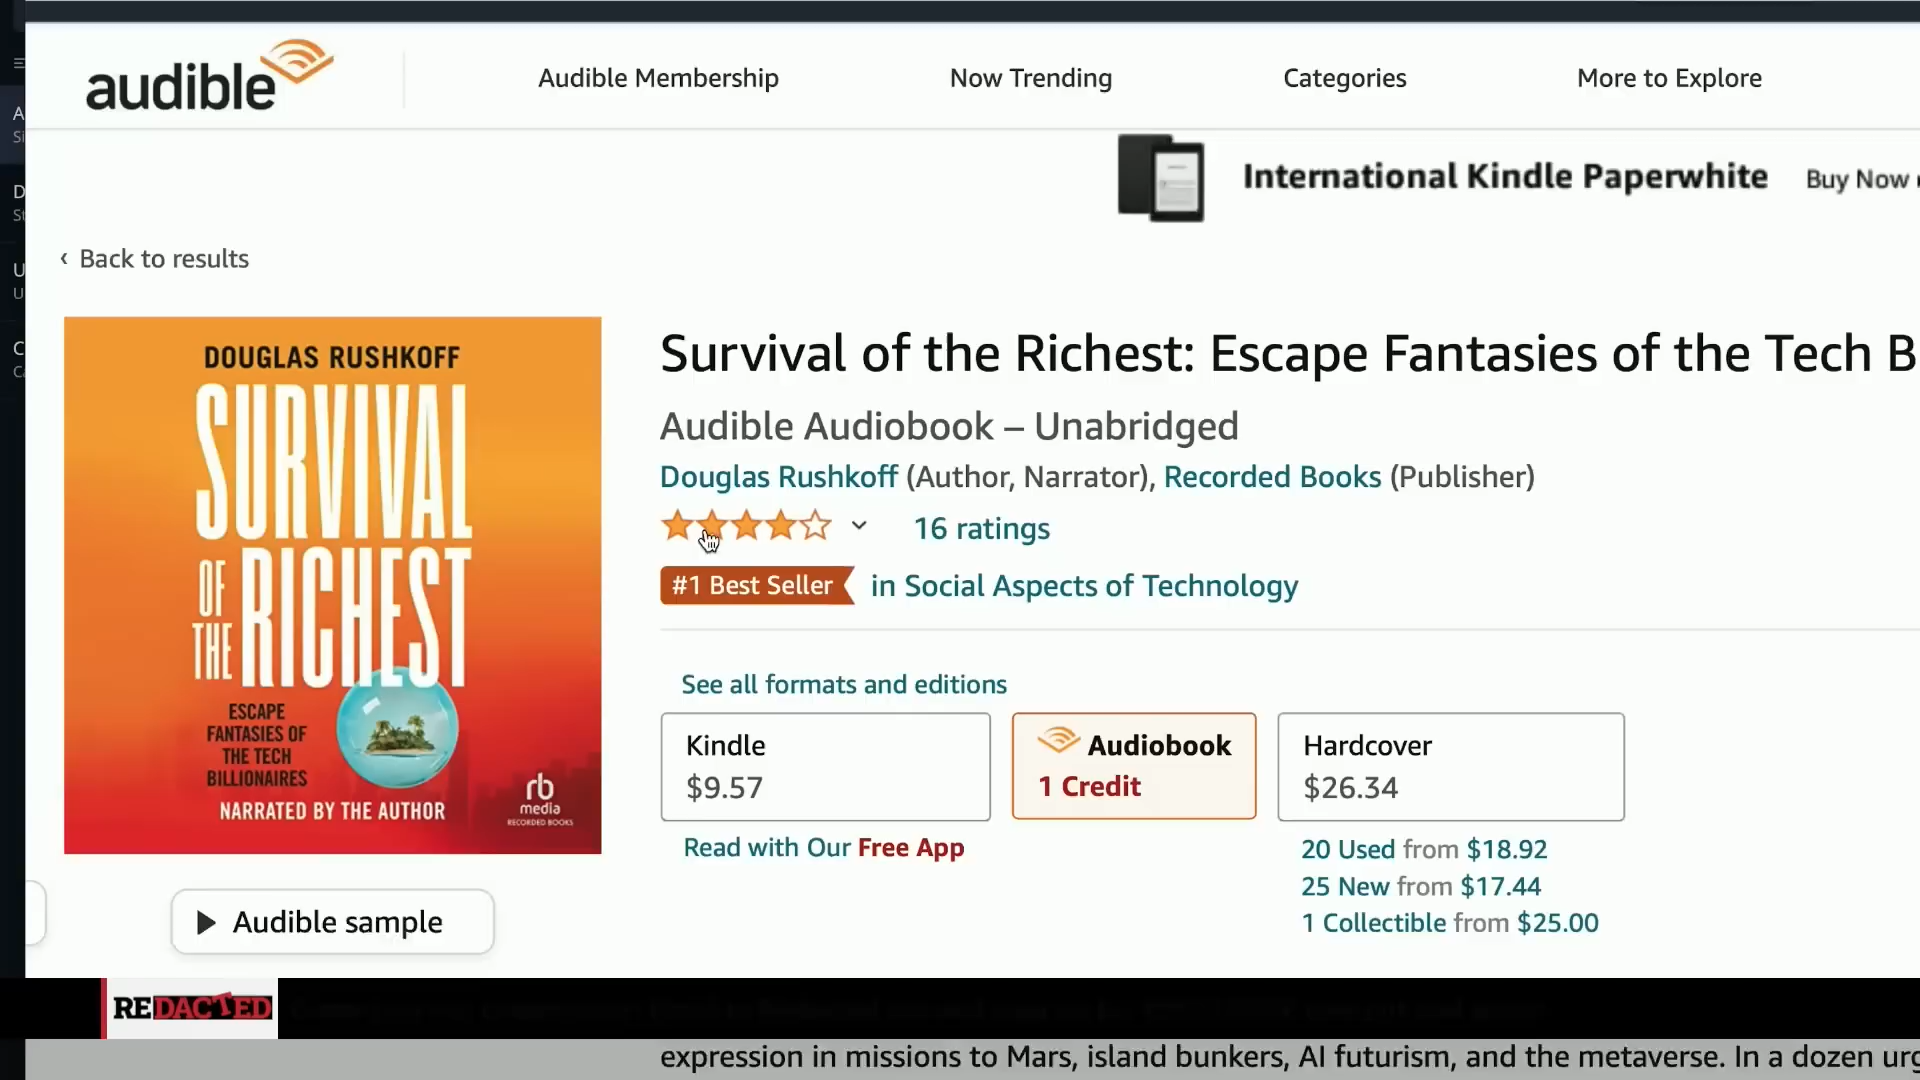 audible
Audible Membership
Now Trending
Categories
More to Explore
International Kindle Paperwhite
Buy Now
‹ Back to results
DOUGLAS RUSHKOFF
SURVIVAL
OF
THE
RICHEST
ESCAPE
FANTASIES OF
THE TECH
BILLIONAIRES
NARRATED BY THE AUTHOR
rb
media
RECORDED BOOKS
Audible sample
Survival of the Richest: Escape Fantasies of the Tech B
Audible Audiobook – Unabridged
Douglas Rushkoff (Author, Narrator), Recorded Books (Publisher)
16 ratings
#1 Best Seller in Social Aspects of Technology
See all formats and editions
Kindle
$9.57
Read with Our Free App
Audiobook
1 Credit
Hardcover
$26.34
20 Used from $18.92
25 New from $17.44
1 Collectible from $25.00
REDACTED
expression in missions to Mars, island bunkers, AI futurism, and the metaverse. In a dozen urg